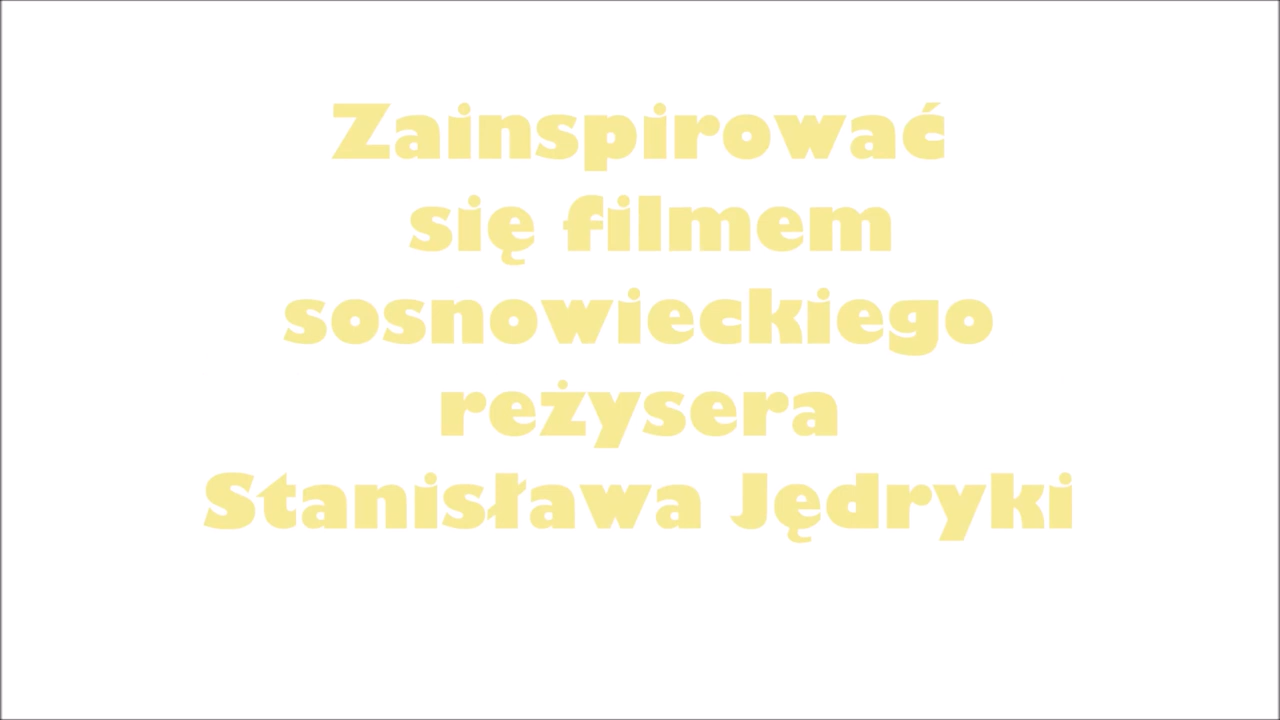 Zainspirować
się filmem
sosnowieckiego
reżysera
Stanisława Jędryki